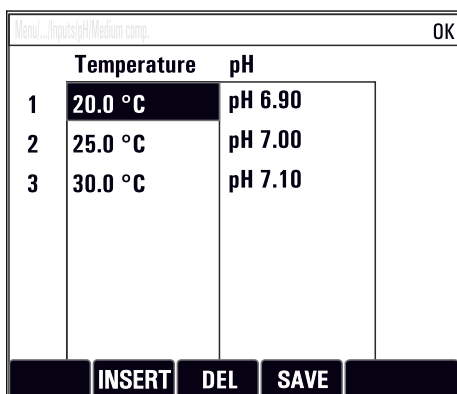 Menu/.../Inputs/pH/Medium comp. OK
Temperature pH
1 20.0 °C pH 6.90
2 25.0 °C pH 7.00
3 30.0 °C pH 7.10
INSERT DEL SAVE